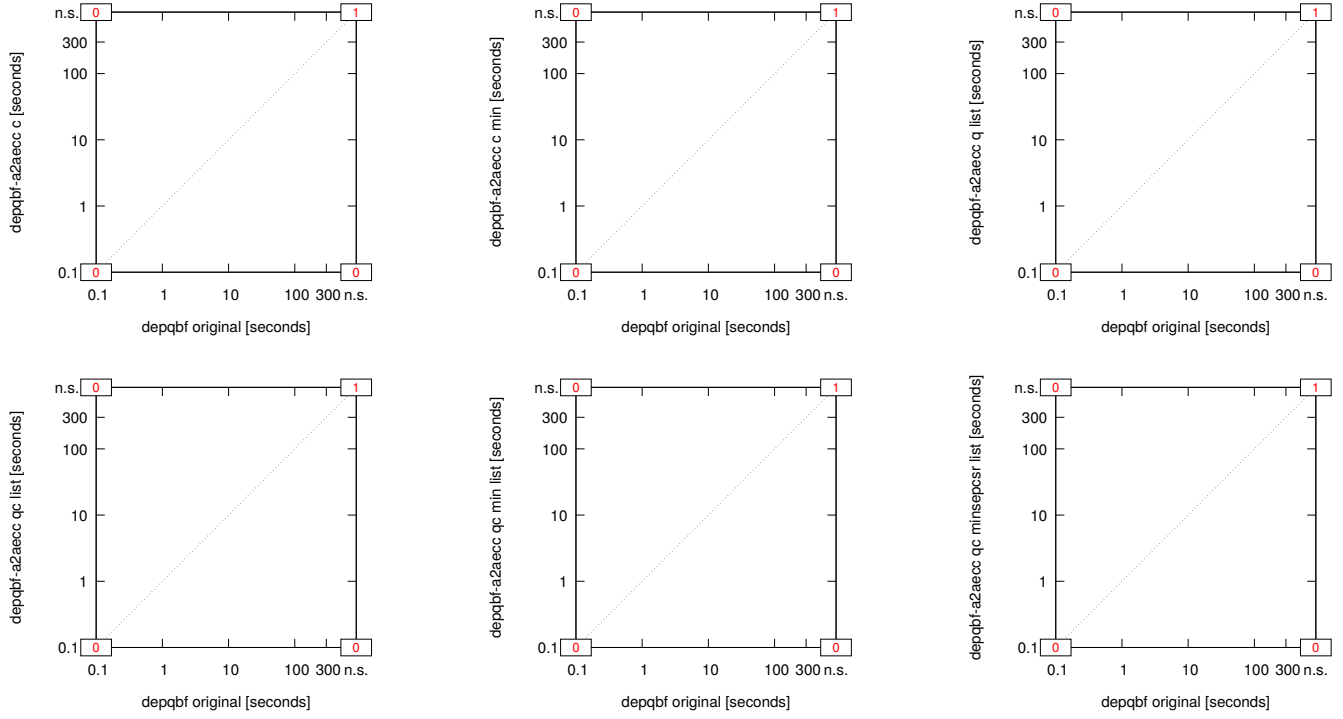 n.s. 0 1
300
100
10
1
0.1 0 0
0.1 1 10 100 300 n.s.
depqbf original [seconds]
depqbf-a2aecc c [seconds]
n.s. 0 1
300
100
10
1
0.1 0 0
0.1 1 10 100 300 n.s.
depqbf original [seconds]
depqbf-a2aecc c min [seconds]
n.s. 0 1
300
100
10
1
0.1 0 0
0.1 1 10 100 300 n.s.
depqbf original [seconds]
depqbf-a2aecc q list [seconds]
n.s. 0 1
300
100
10
1
0.1 0 0
0.1 1 10 100 300 n.s.
depqbf original [seconds]
depqbf-a2aecc qc list [seconds]
n.s. 0 1
300
100
10
1
0.1 0 0
0.1 1 10 100 300 n.s.
depqbf original [seconds]
depqbf-a2aecc qc min list [seconds]
n.s. 0 1
300
100
10
1
0.1 0 0
0.1 1 10 100 300 n.s.
depqbf original [seconds]
depqbf-a2aecc qc minsepcsr list [seconds]